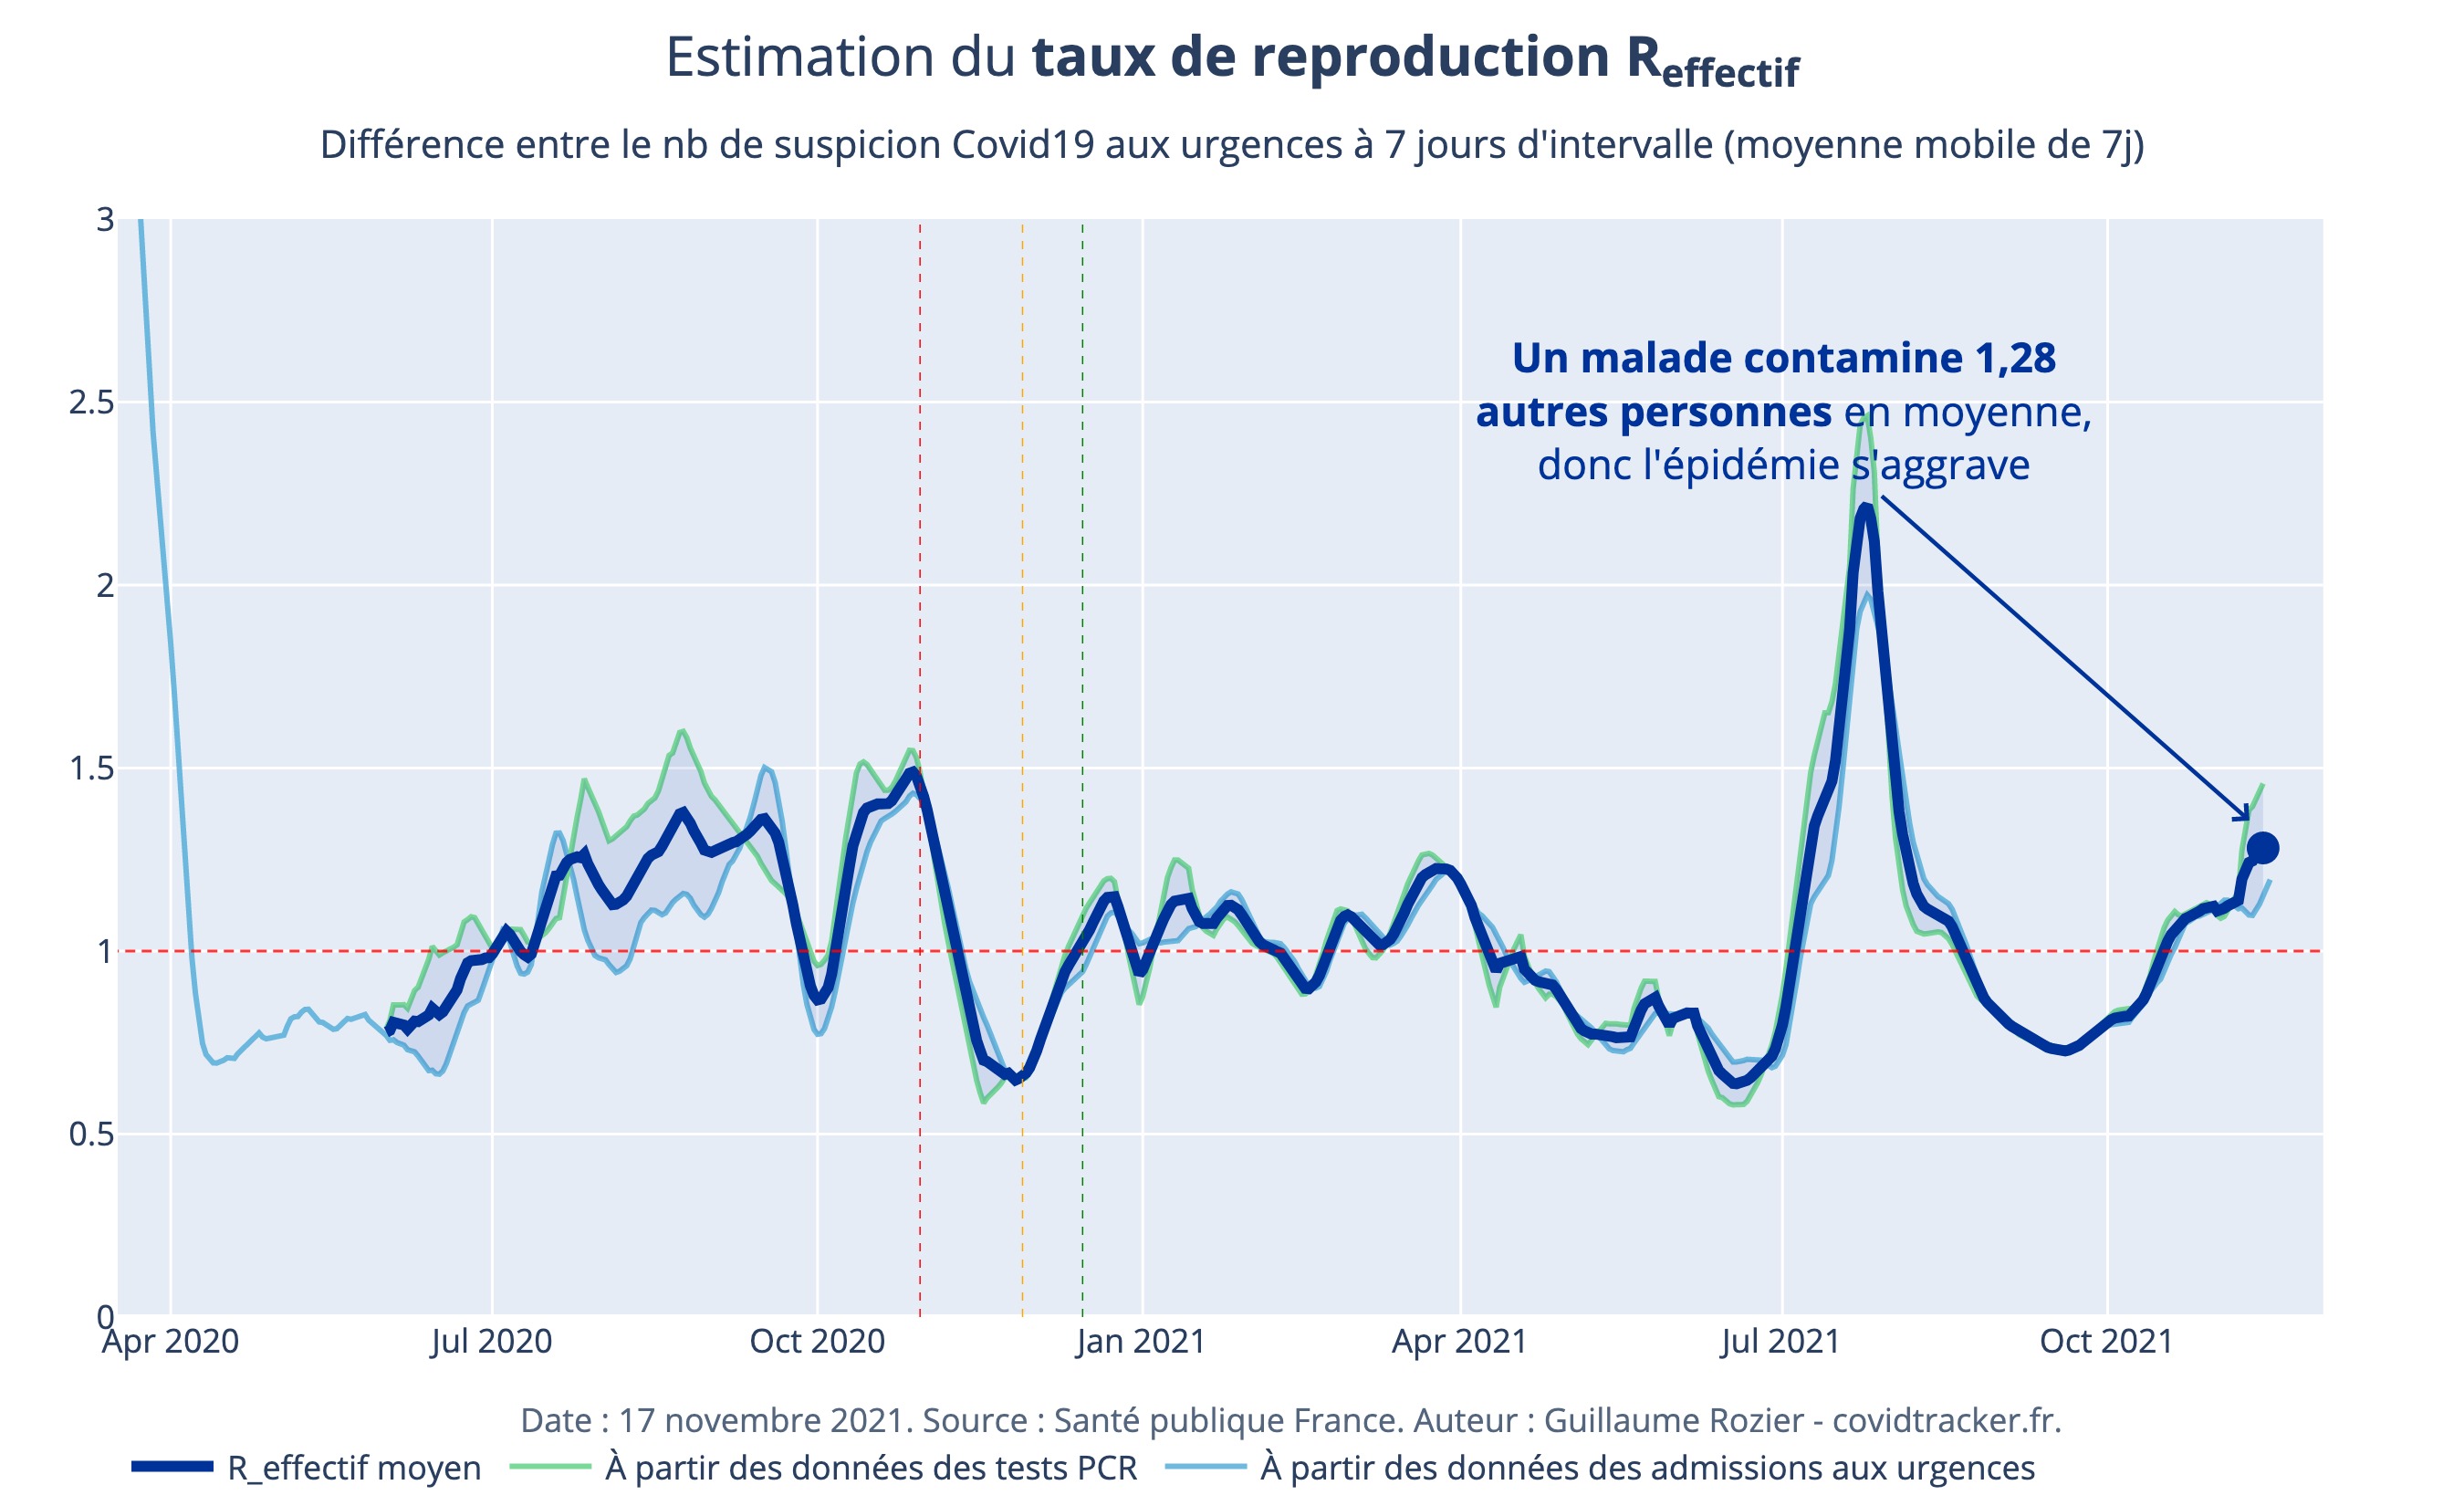 Estimation du taux de reproduction Reffectif
Différence entre le nb de suspicion Covid19 aux urgences à 7 jours d'intervalle (moyenne mobile de 7j)
3
2.5
2
1.5
1
0.5
0
Un malade contamine 1,28
autres personnes en moyenne,
donc l'épidémie s'aggrave
Apr 2020 Jul 2020 Oct 2020 Jan 2021 Apr 2021 Jul 2021 Oct 2021
Date : 17 novembre 2021. Source : Santé publique France. Auteur : Guillaume Rozier - covidtracker.fr.
R_effectif moyen À partir des données des tests PCR À partir des données des admissions aux urgences